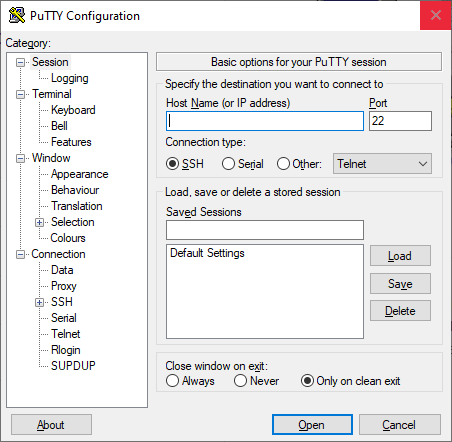 PuTTY Configuration
Category:
Session
Logging
Terminal
Keyboard
Bell
Features
Window
Appearance
Behaviour
Translation
Selection
Colours
Connection
Data
Proxy
SSH
Serial
Telnet
Rlogin
SUPDUP
Basic options for your PuTTY session
Specify the destination you want to connect to
Host Name (or IP address) Port
22
Connection type:
SSH Serial Other: Telnet
Load, save or delete a stored session
Saved Sessions
Default Settings
Load
Save
Delete
Close window on exit:
Always Never Only on clean exit
About Open Cancel